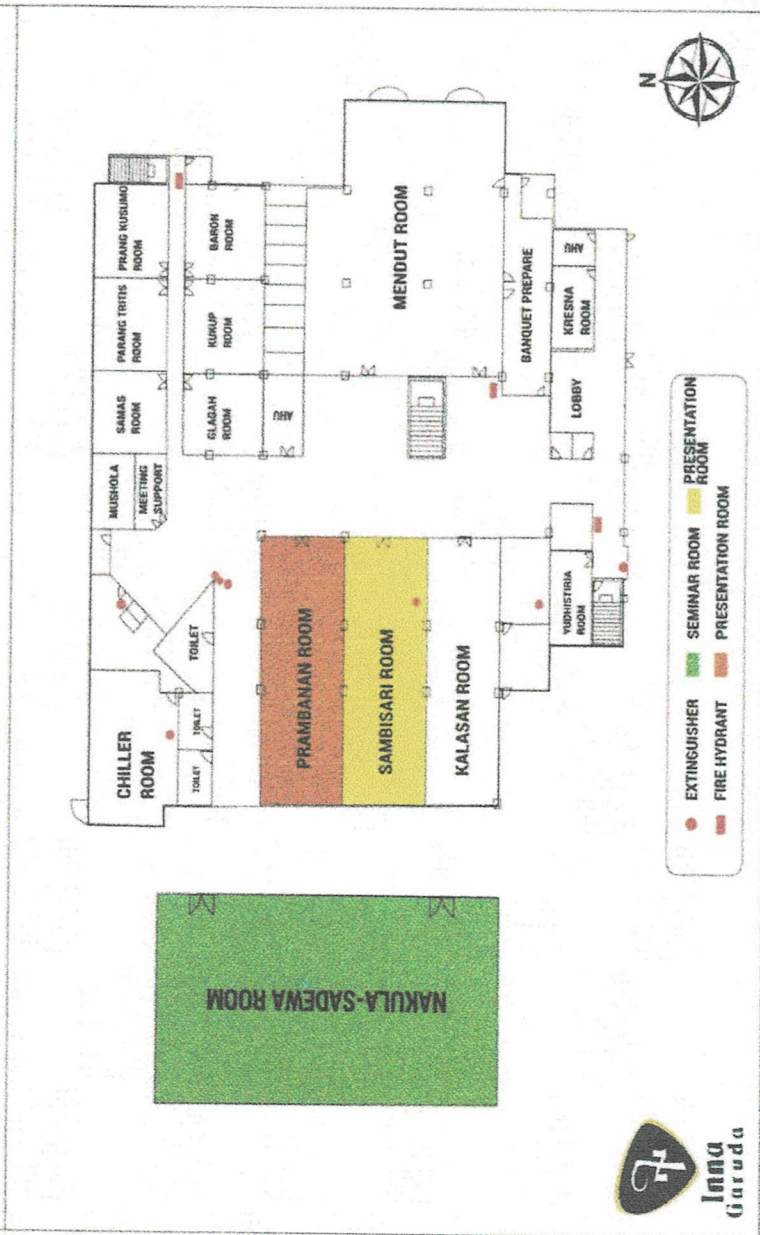 N
PRANG KUSUMO
ROOM
PARANG TRITIS
ROOM
SAMAS
ROOM
MUSHOLA
MEETING
SUPPORT
BARON
ROOM
KUKUP
ROOM
GLAGAH
ROOM
AHU
MENDUT ROOM
BANQUET PREPARE
AHU
KRESNA
ROOM
LOBBY
CHILLER
ROOM
TOILET
TOILET
TOILET
PRAMBANAN ROOM
SAMBISARI ROOM
KALASAN ROOM
YUDHISTIRIA
ROOM
NAKULA-SADEWA ROOM
EXTINGUISHER
SEMINAR ROOM
PRESENTATION
ROOM
FIRE HYDRANT
PRESENTATION ROOM
Inna
Garuda